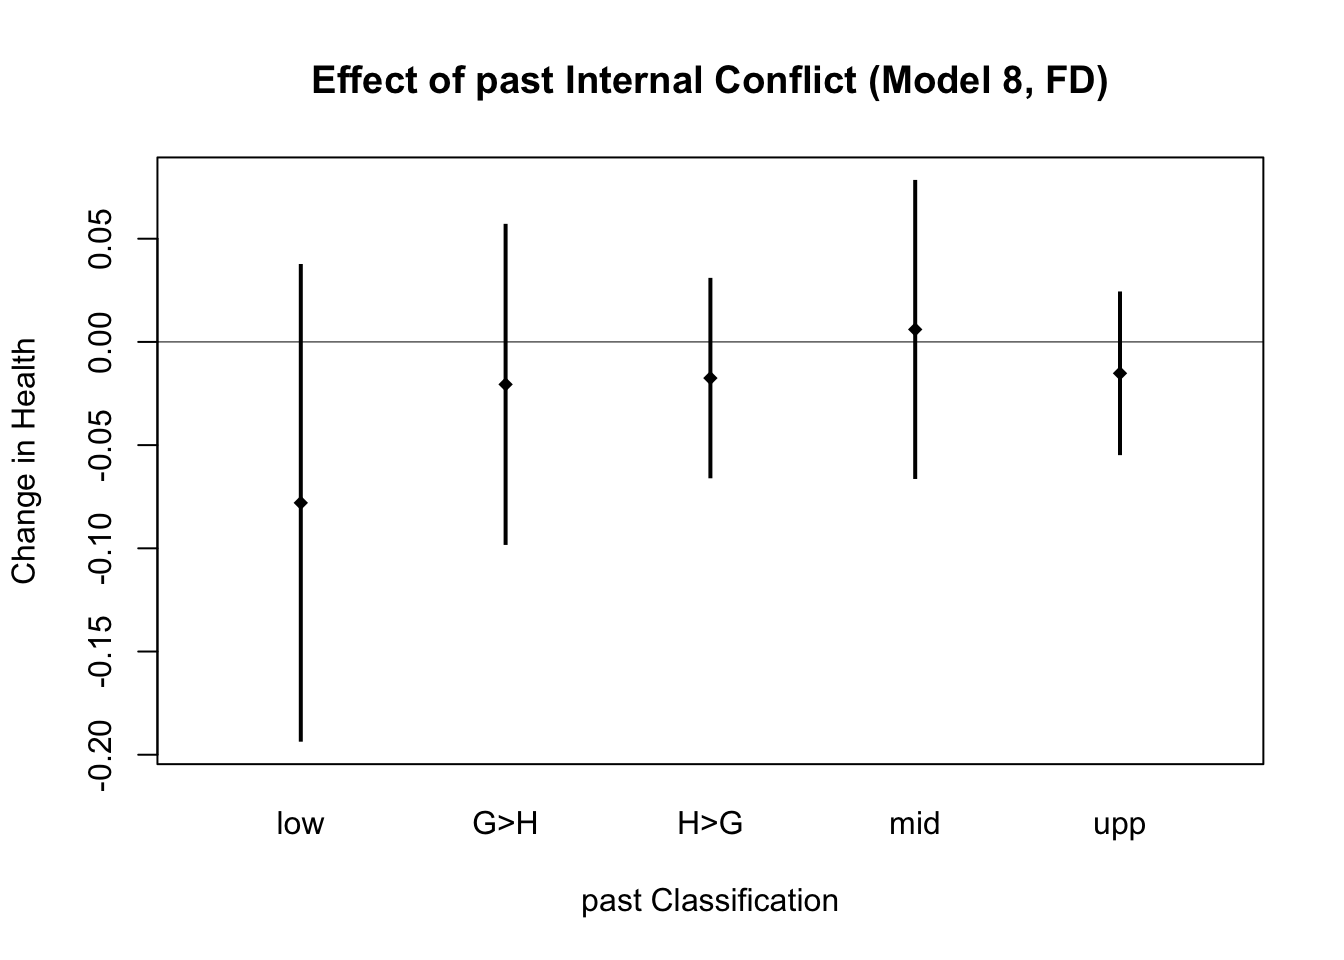 Effect of past Internal Conflict (Model 8, FD)
Change in Health
0.05
0.00
-0.05
-0.10
-0.15
-0.20
low G>H H>G mid upp
past Classification